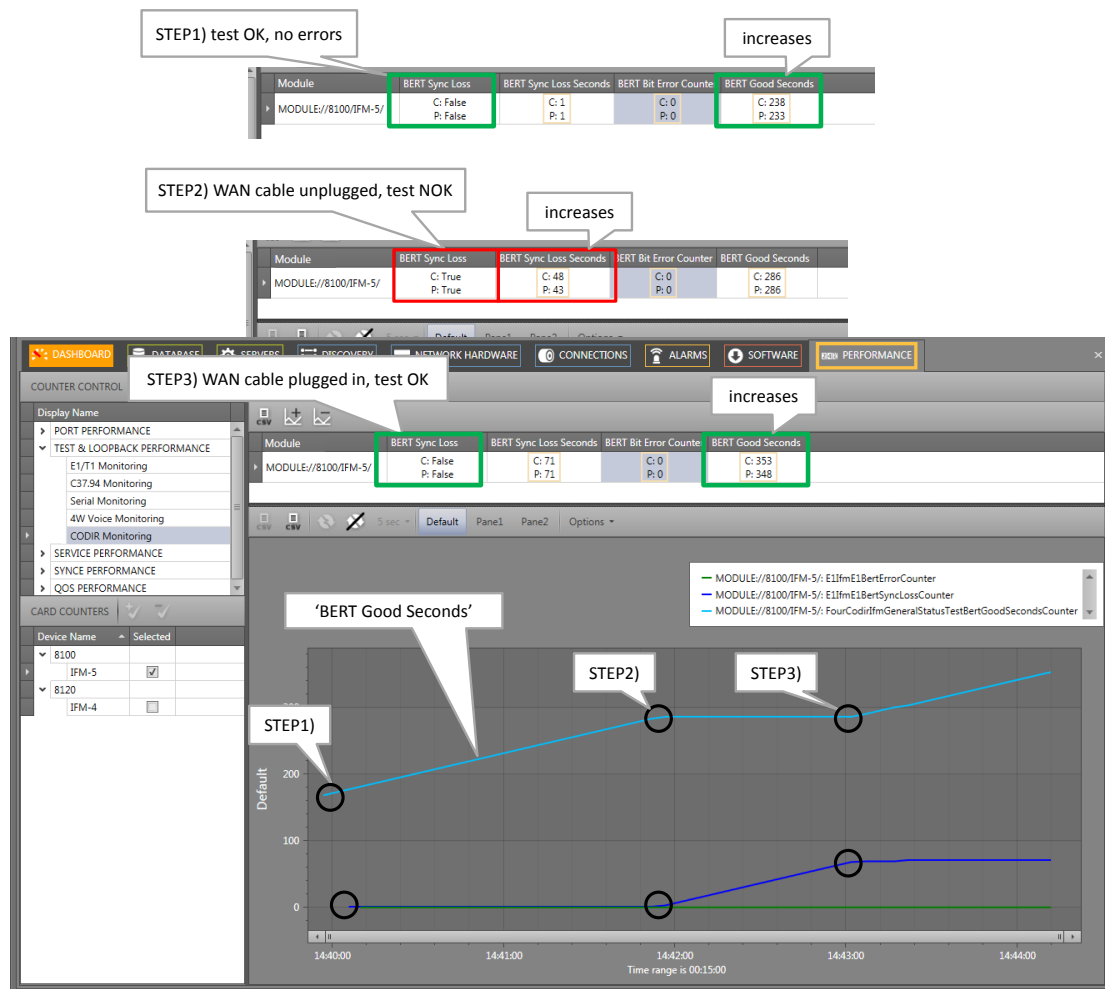 STEP1) test OK, no errors
increases
Module BERT Sync Loss BERT Sync Loss Seconds BERT Bit Error Counte BERT Good Seconds
MODULE://8100/IFM-5/ C: False C: 1 C: 0 C: 238
P: False P: 1 P: 0 P: 233
STEP2) WAN cable unplugged, test NOK
increases
Module BERT Sync Loss BERT Sync Loss Seconds BERT Bit Error Counter BERT Good Seconds
MODULE://8100/IFM-5/ C: True C: 48 C: 0 C: 286
P: True P: 43 P: 0 P: 286
DASHBOARD DATABASE SERVERS DISCOVERY NETWORK HARDWARE CONNECTIONS ALARMS SOFTWARE PERFORMANCE
COUNTER CONTROL
STEP3) WAN cable plugged in, test OK
increases
Display Name
PORT PERFORMANCE
TEST & LOOPBACK PERFORMANCE
E1/T1 Monitoring
C37.94 Monitoring
Serial Monitoring
4W Voice Monitoring
CODIR Monitoring
SERVICE PERFORMANCE
SYNCE PERFORMANCE
QOS PERFORMANCE
CSV
Module BERT Sync Loss BERT Sync Loss Seconds BERT Bit Error Counte BERT Good Seconds
MODULE://8100/IFM-5/ C: False C: 71 C: 0 C: 353
P: False P: 71 P: 0 P: 348
CSV CSV 5 sec Default Pane1 Pane2 Options
CARD COUNTERS
Device Name Selected
8100
IFM-5
8120
IFM-4
MODULE://8100/IFM-5/: E1IfmE1BertErrorCounter
MODULE://8100/IFM-5/: E1IfmE1BertSyncLossCounter
MODULE://8100/IFM-5/: FourCodirIfmGeneralStatusTestBertGoodSecondsCounter
‘BERT Good Seconds’
STEP2)
STEP3)
STEP1)
Default
200
100
0
14:40:00 14:41:00 14:42:00 14:43:00 14:44:00
Time range is 00:15:00